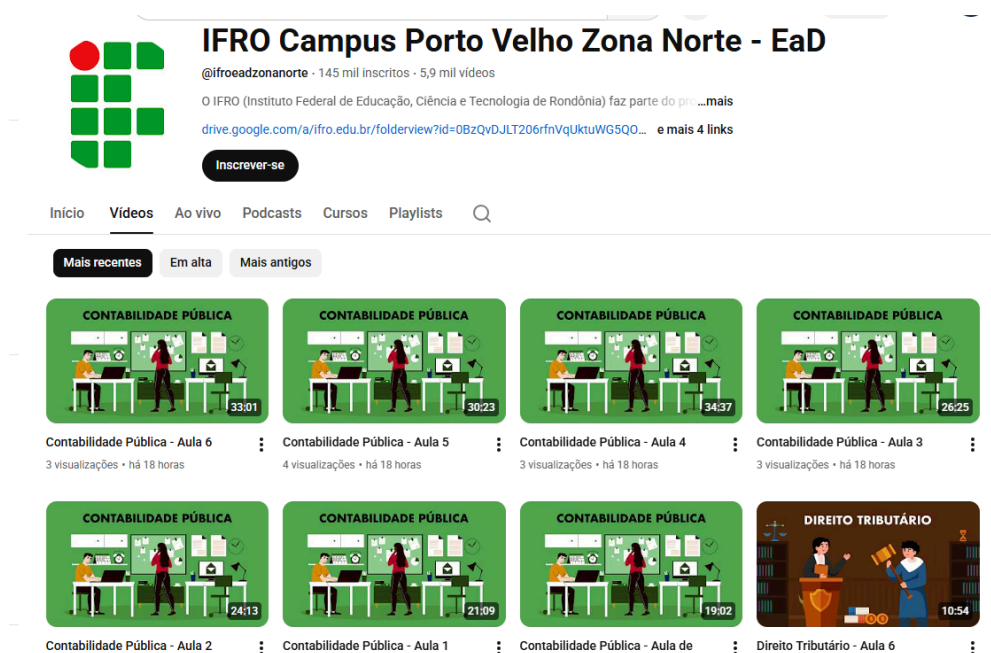 IFRO Campus Porto Velho Zona Norte - EaD
@ifroeadzonanorte · 145 mil inscritos · 5,9 mil vídeos
O IFRO (Instituto Federal de Educação, Ciência e Tecnologia de Rondônia) faz parte do pro ...mais
drive.google.com/a/ifro.edu.br/folderview?id=0BzQvDJLT206rfnVqUktuWG5QO... e mais 4 links
Inscrever-se
Início Vídeos Ao vivo Podcasts Cursos Playlists
Mais recentes Em alta Mais antigos
CONTABILIDADE PÚBLICA CONTABILIDADE PÚBLICA CONTABILIDADE PÚBLICA CONTABILIDADE PÚBLICA
33:01 30:23 34:37 26:25
Contabilidade Pública - Aula 6 Contabilidade Pública - Aula 5 Contabilidade Pública - Aula 4 Contabilidade Pública - Aula 3
3 visualizações • há 18 horas 4 visualizações • há 18 horas 3 visualizações • há 18 horas 3 visualizações • há 18 horas
CONTABILIDADE PÚBLICA CONTABILIDADE PÚBLICA CONTABILIDADE PÚBLICA DIREITO TRIBUTÁRIO
24:13 21:09 19:02 10:54
Contabilidade Pública - Aula 2 Contabilidade Pública - Aula 1 Contabilidade Pública - Aula de Direito Tributário - Aula 6